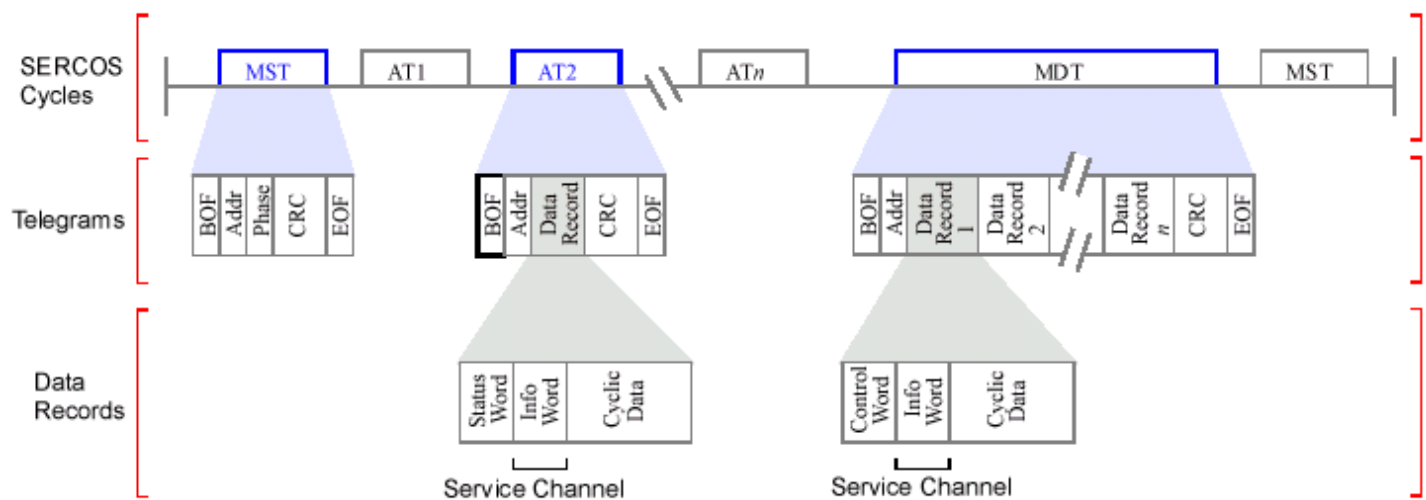 SERCOS
Cycles
MST
AT1
AT2
ATn
MDT
MST
Telegrams
BOF
Addr
Phase
CRC
EOF
BOF
Addr
Data
Record
CRC
EOF
BOF
Addr
Data
Record
1
Data
Record
2
Data
Record
n
CRC
EOF
Data
Records
Status
Word
Info
Word
Cyclic
Data
Control
Word
Info
Word
Cyclic
Data
Service Channel
Service Channel